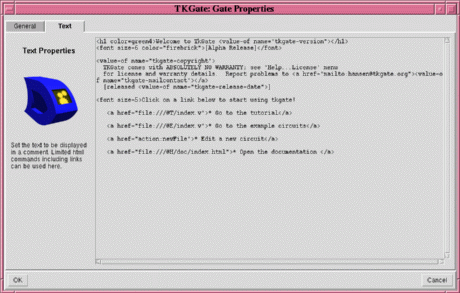 TKGate: Gate Properties
General
Text
Text Properties
Set the text to be displayed
in a comment. Limited html
commands including links
can be used here.
<h1 color=green4>Welcome to TKGate <value-of name="tkgate-version"></h1>
<font size=6 color="firebrick">[Alpha Release]</font>
<value-of name="tkgate-copyright">
TKGate comes with ABSOLUTELY NO WARRANTY; see 'Help...License' menu
for license and warranty details. Report problems to <a href="mailto:hansen@tkgate.org"><value-o
f name="tkgate-mailcontact"></a>
[released <value-of name="tkgate-release-date">]
<font size=5>Click on a link below to start using tkgate!
<a href="file:///@T/index.v">* Go to the tutorial</a>
<a href="file:///@E/index.v">* Go to the example circuits</a>
<a href="action.newFile">* Edit a new circuit</a>
<a href="file:///@H/doc/index.html">* Open the documentation </a>
OK
Cancel